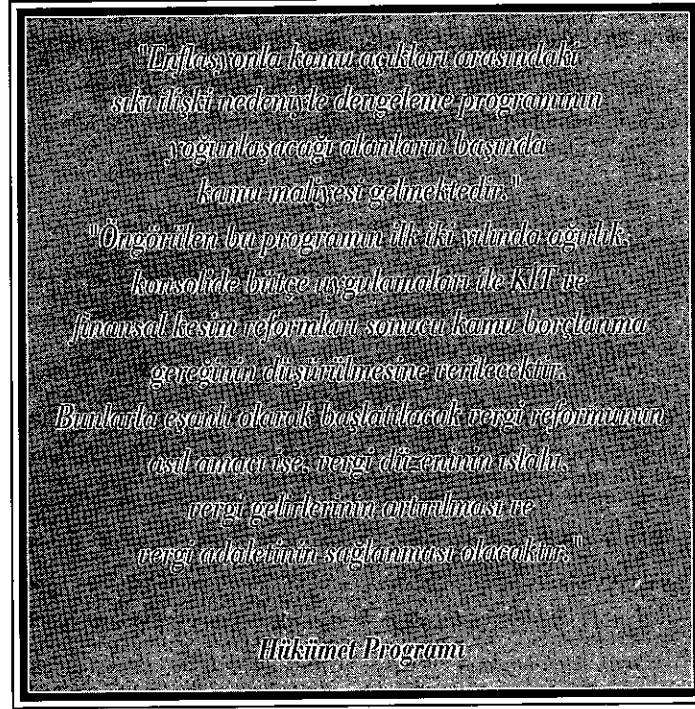 "Enflasyonla kamu açıkları arasındaki
sıkı ilişki nedeniyle dengeleme programının
yoğunlaşacağı alanların başında
kamu maliyesi gelmektedir."
"Öngörülen bu programın ilk iki yılında ağırlık,
konsolide bütçe uygulamaları ile KİT ve
finansal kesim reformları sonucu kamu borçlanma
gereğinin düşürülmesine verilecektir.
Bunlarla eşanlı olarak başlatılacak vergi reformunun
asıl amacı ise, vergi düzeninin ıslahı,
vergi gelirlerinin artırılması ve
vergi adaletinin sağlanması olacaktır."
Hükümet Programı